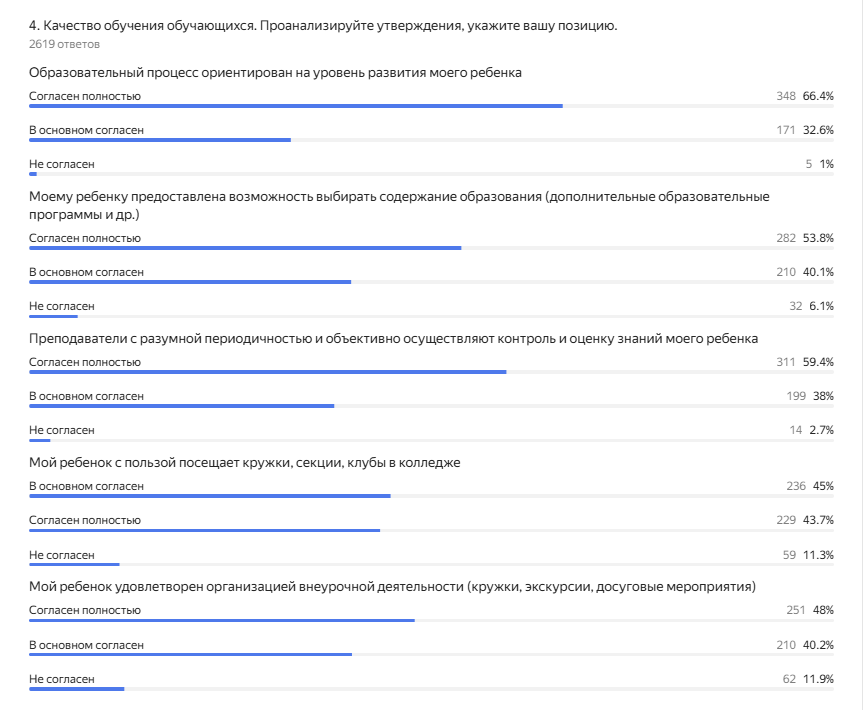 4. Качество обучения обучающихся. Проанализируйте утверждения, укажите вашу позицию.
2619 ответов
Образовательный процесс ориентирован на уровень развития моего ребенка
Согласен полностью 348 66.4%
В основном согласен 171 32.6%
Не согласен 5 1%
Моему ребенку предоставлена возможность выбирать содержание образования (дополнительные образовательные
программы и др.)
Согласен полностью 282 53.8%
В основном согласен 210 40.1%
Не согласен 32 6.1%
Преподаватели с разумной периодичностью и объективно осуществляют контроль и оценку знаний моего ребенка
Согласен полностью 311 59.4%
В основном согласен 199 38%
Не согласен 14 2.7%
Мой ребенок с пользой посещает кружки, секции, клубы в колледже
В основном согласен 236 45%
Согласен полностью 229 43.7%
Не согласен 59 11.3%
Мой ребенок удовлетворен организацией внеурочной деятельности (кружки, экскурсии, досуговые мероприятия)
Согласен полностью 251 48%
В основном согласен 210 40.2%
Не согласен 62 11.9%